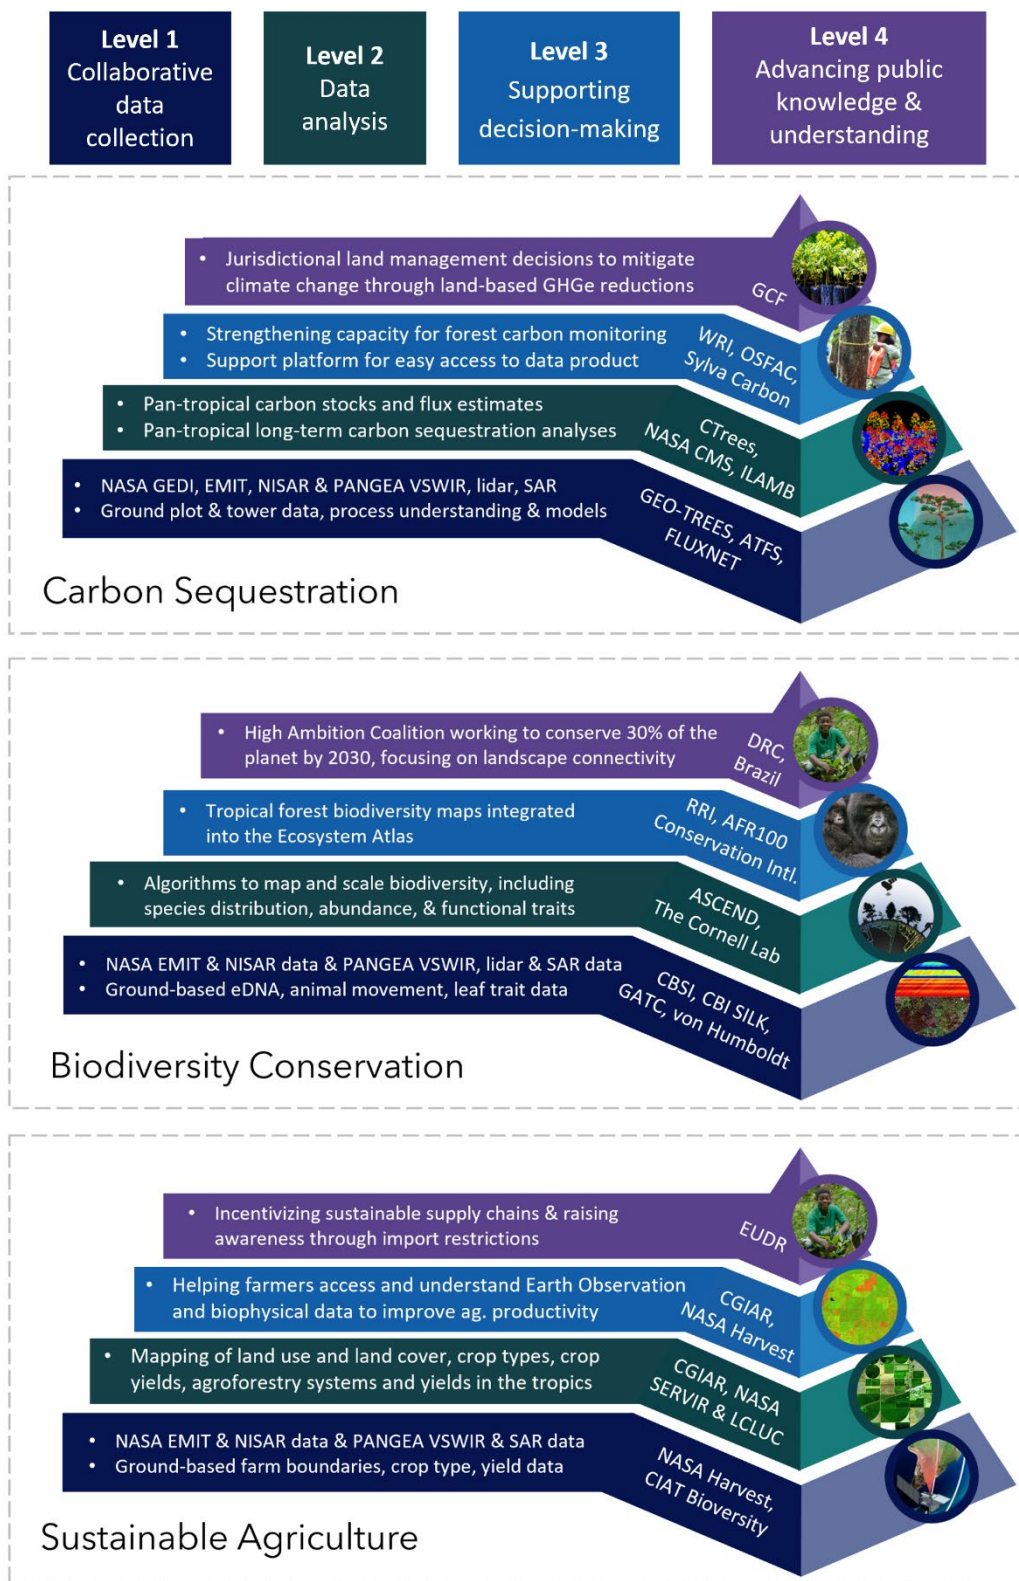 Level 1
Collaborative
data
collection
Level 2
Data
analysis
Level 3
Supporting
decision-making
Level 4
Advancing public
knowledge &
understanding
• Jurisdictional land management decisions to mitigate
climate change through land-based GHGe reductions
GCF
• Strengthening capacity for forest carbon monitoring
• Support platform for easy access to data product
WRI, OSFAC,
Sylva Carbon
• Pan-tropical carbon stocks and flux estimates
• Pan-tropical long-term carbon sequestration analyses
CTrees,
NASA CMS, ILAMB
• NASA GEDI, EMIT, NISAR & PANGEA VSWIR, lidar, SAR
• Ground plot & tower data, process understanding & models
GEO-TREES, ATFS,
FLUXNET
Carbon Sequestration
• High Ambition Coalition working to conserve 30% of the
planet by 2030, focusing on landscape connectivity
DRC,
Brazil
• Tropical forest biodiversity maps integrated
into the Ecosystem Atlas
RRI, AFR100
Conservation Intl.
• Algorithms to map and scale biodiversity, including
species distribution, abundance, & functional traits
ASCEND,
The Cornell Lab
• NASA EMIT & NISAR data & PANGEA VSWIR, lidar & SAR data
• Ground-based eDNA, animal movement, leaf trait data
CBSI, CBI SILK,
GATC, von Humboldt
Biodiversity Conservation
• Incentivizing sustainable supply chains & raising
awareness through import restrictions
EUDR
• Helping farmers access and understand Earth Observation
and biophysical data to improve ag. productivity
CGIAR,
NASA Harvest
• Mapping of land use and land cover, crop types, crop
yields, agroforestry systems and yields in the tropics
CGIAR, NASA
SERVIR & LCLUC
• NASA EMIT & NISAR data & PANGEA VSWIR & SAR data
• Ground-based farm boundaries, crop type, yield data
NASA Harvest,
CIAT Bioversity
Sustainable Agriculture